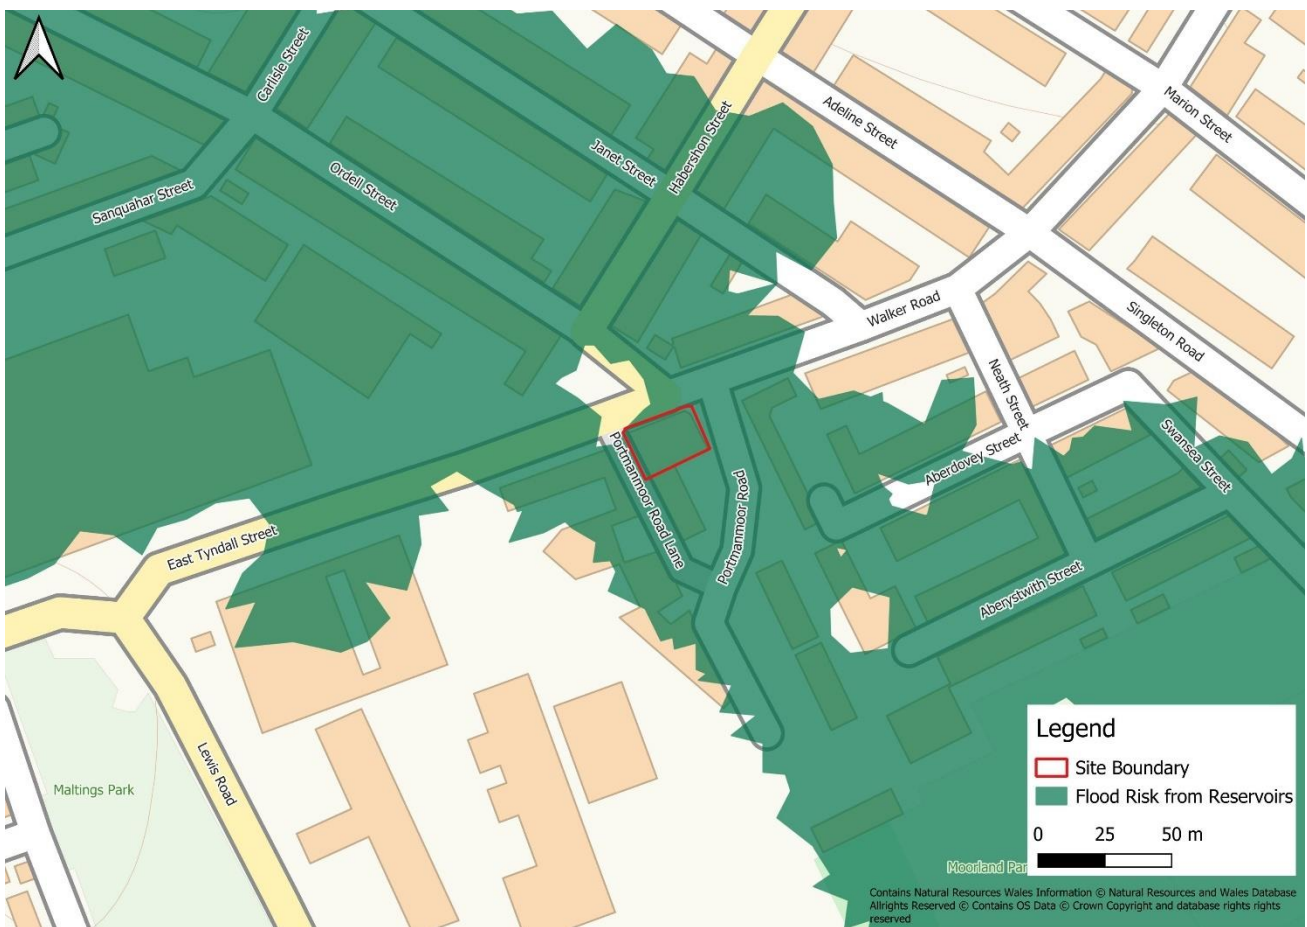 Carlisle Street
Adeline Street
Marion Street
Habershon Street
Janet Street
Ordell Street
Sanquahar Street
Walker Road
Singleton Road
Neath Street
Swansea Street
Aberdovey Street
Portmanmoor Road Lane
Portmanmoor Road
East Tyndall Street
Aberystwith Street
Lewis Road
Maltings Park
Moorland Par
Legend
Site Boundary
Flood Risk from Reservoirs
0 25 50 m
Contains Natural Resources Wales Information © Natural Resources and Wales Database
Allrights Reserved © Contains OS Data © Crown Copyright and database rights rights
reserved